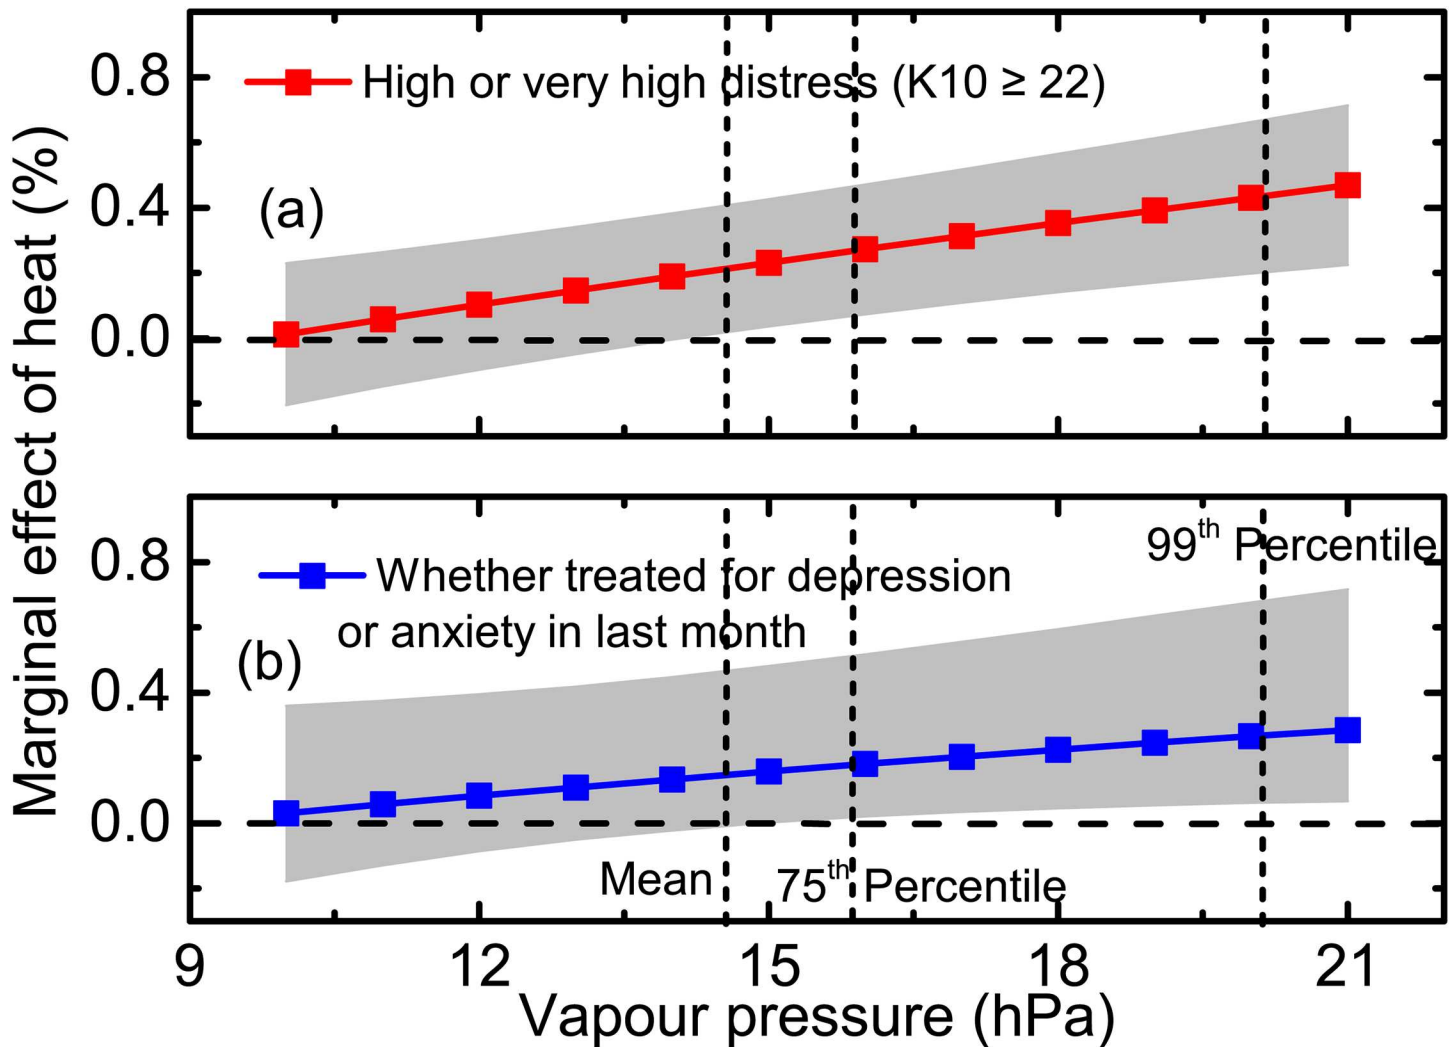 Marginal effect of heat (%)
0.8
0.4
0.0
High or very high distress (K10 ≥ 22)
(a)
0.8
0.4
0.0
Whether treated for depression
or anxiety in last month
(b)
99th Percentile
Mean
75th Percentile
9
12
15
18
21
Vapour pressure (hPa)